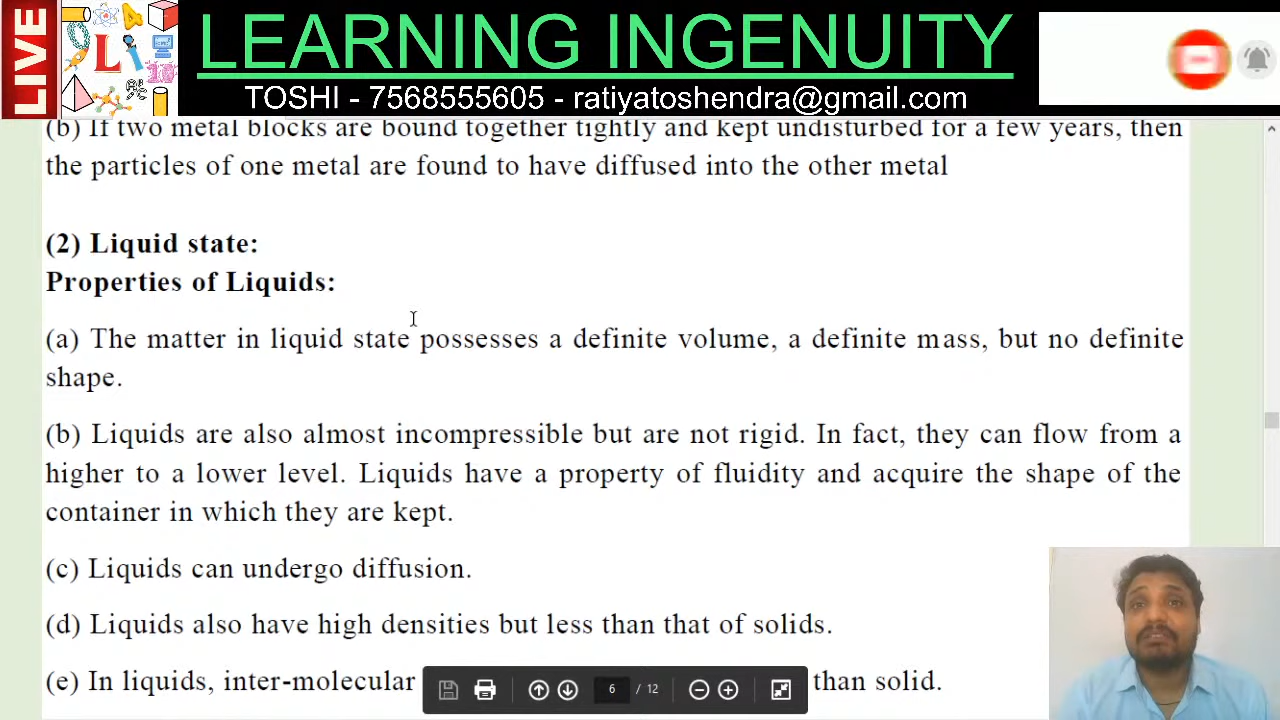 LIVE
LEARNING INGENUITY
TOSHI - 7568555605 - ratiyatoshendra@gmail.com
(b) If two metal blocks are bound together tightly and kept undisturbed for a few years, then
the particles of one metal are found to have diffused into the other metal
(2) Liquid state:
Properties of Liquids:
(a) The matter in liquid state possesses a definite volume, a definite mass, but no definite
shape.
(b) Liquids are also almost incompressible but are not rigid. In fact, they can flow from a
higher to a lower level. Liquids have a property of fluidity and acquire the shape of the
container in which they are kept.
(c) Liquids can undergo diffusion.
(d) Liquids also have high densities but less than that of solids.
(e) In liquids, inter-molecular than solid.
6 / 12